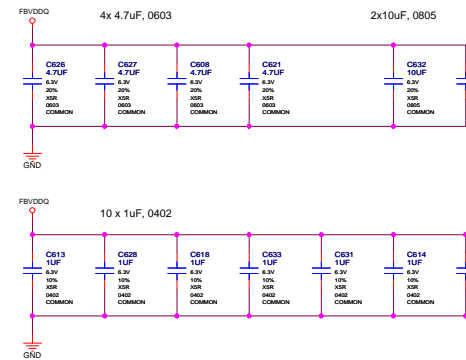 FBVDDQ
4x 4.7uF, 0603
2x10uF, 0805
C626
4.7UF
6.3V
20%
X5R
0603
COMMON
C627
4.7UF
6.3V
20%
X5R
0603
COMMON
C608
4.7UF
6.3V
20%
X5R
0603
COMMON
C621
4.7UF
6.3V
20%
X5R
0603
COMMON
C632
10UF
6.3V
20%
X5R
0805
COMMON
GND
FBVDDQ
10 x 1uF, 0402
C613
1UF
6.3V
10%
X5R
0402
COMMON
C628
1UF
6.3V
10%
X5R
0402
COMMON
C618
1UF
6.3V
10%
X5R
0402
COMMON
C633
1UF
6.3V
10%
X5R
0402
COMMON
C631
1UF
6.3V
10%
X5R
0402
COMMON
C614
1UF
6.3V
10%
X5R
0402
COMMON
GND